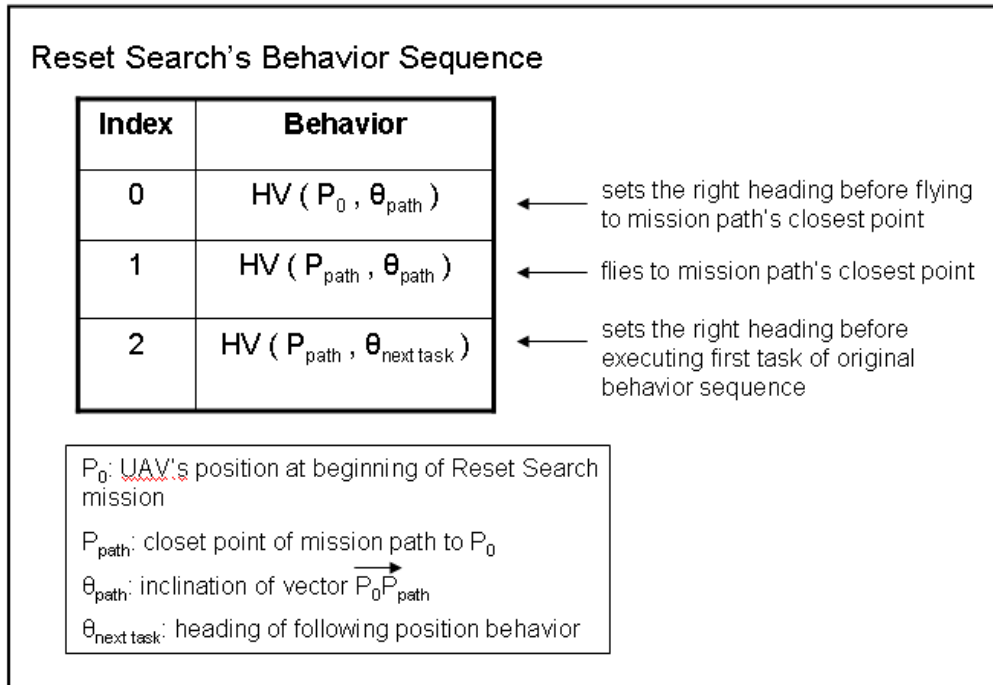 Reset Search's Behavior Sequence
Index Behavior
0 HV ( P0 , θpath )
sets the right heading before flying
to mission path's closest point
1 HV ( Ppath , θpath )
flies to mission path's closest point
2 HV ( Ppath , θnext task )
sets the right heading before
executing first task of original
behavior sequence
P0: UAV's position at beginning of Reset Search
mission
Ppath: closet point of mission path to P0
θpath: inclination of vector P0Ppath
θnext task: heading of following position behavior